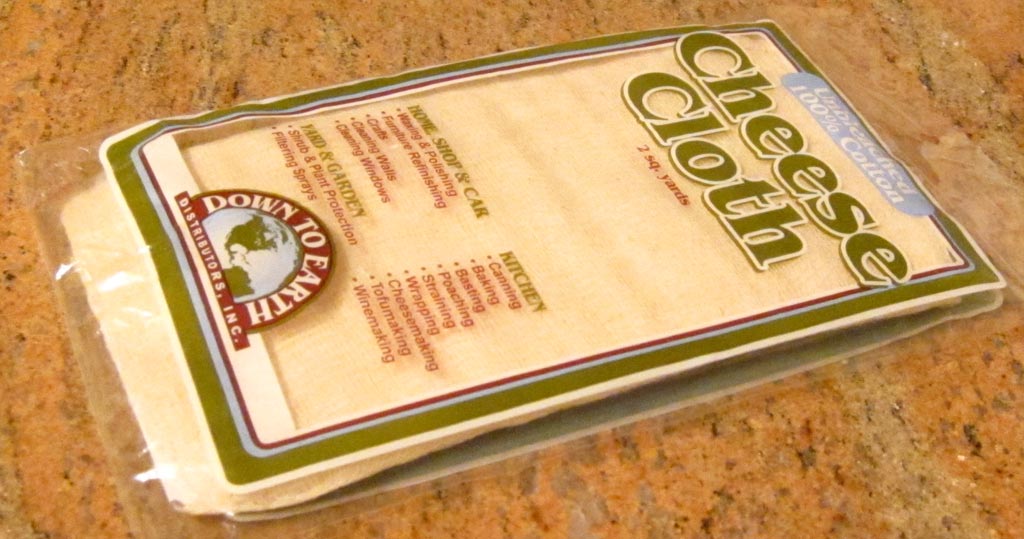 Unbleached
100% Cotton
Cheese
Cloth
2 sq. yards
HOME, SHOP & CAR
• Waxing & Polishing
• Furniture Refinishing
• Crafts
• Cleaning Walls
• Cleaning Windows
YARD & GARDEN
• Shrub & Plant Protection
• Filtering Sprays
KITCHEN
• Canning
• Baking
• Basting
• Poaching
• Straining
• Wrapping
• Cheesemaking
• Tofumaking
• Winemaking
DOWN TO EARTH
DISTRIBUTORS, INC.